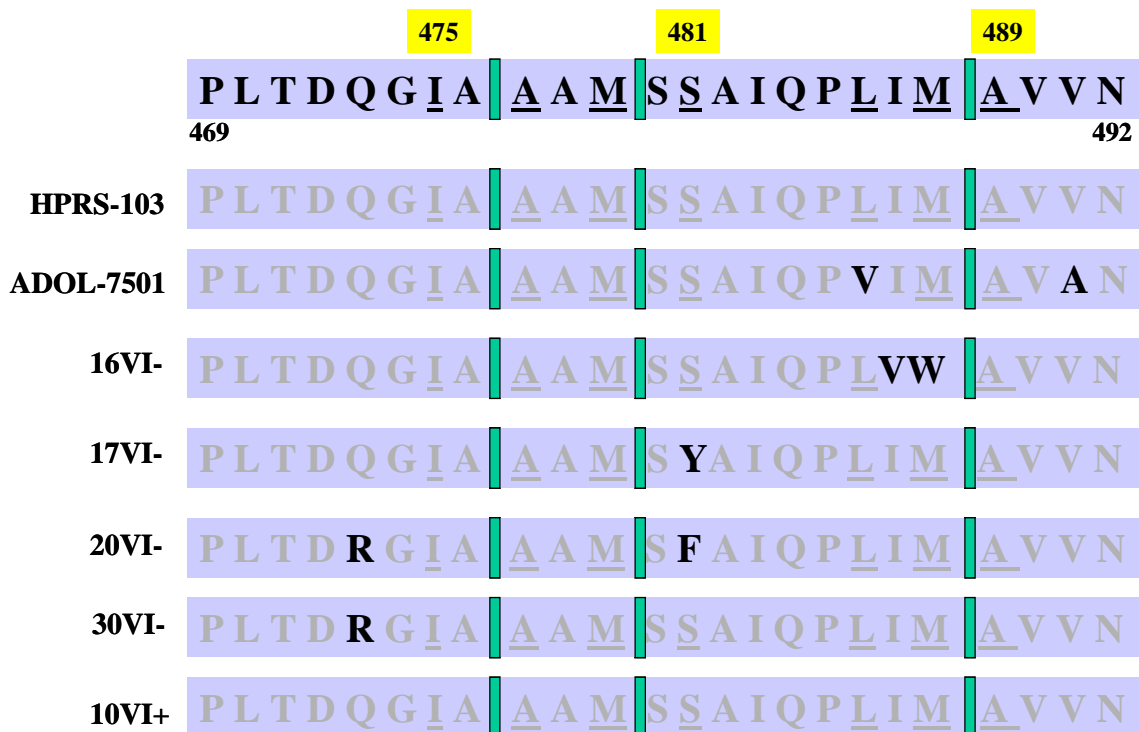 475 481 489
P L T D Q G I A A A M S S A I Q P L I M A V V N
469 492
HPRS-103 P L T D Q G I A A A M S S A I Q P L I M A V V N
ADOL-7501 P L T D Q G I A A A M S S A I Q P V I M A V A N
16VI- P L T D Q G I A A A M S S A I Q P L V W A V V N
17VI- P L T D Q G I A A A M S Y A I Q P L I M A V V N
20VI- P L T D R G I A A A M S F A I Q P L I M A V V N
30VI- P L T D R G I A A A M S S A I Q P L I M A V V N
10VI+ P L T D Q G I A A A M S S A I Q P L I M A V V N